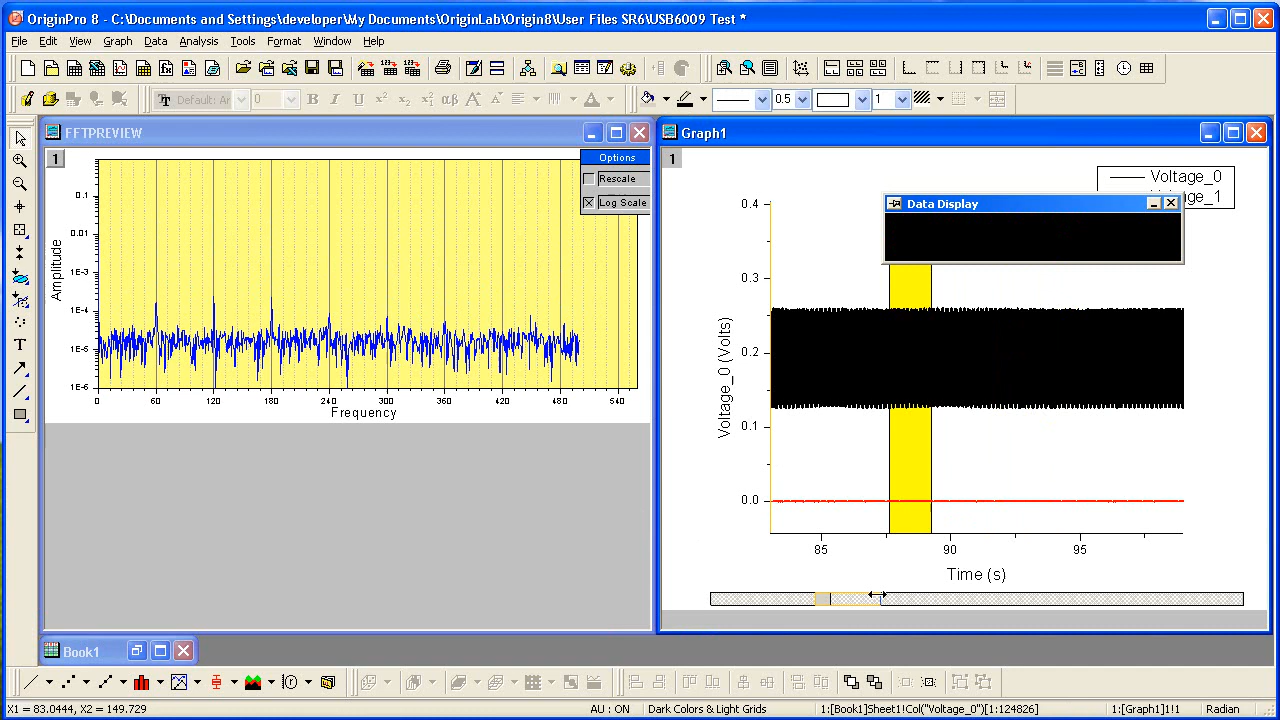 OriginPro 8 - C:\Documents and Settings\developer\My Documents\OriginLab\Origin8\User Files SR6\USB6009 Test *
File Edit View Graph Data Analysis Tools Format Window Help
Default: Ar 0 B I U 0.5 1
FFTPREVIEW
1
Options
Rescale
Log Scale
0.1
0.01
1E-3
1E-4
1E-5
1E-6
Amplitude
0 60 120 180 240 300 360 420 480 540
Frequency
Graph1
1
Voltage_0
ge_1
Data Display
0.4
0.3
0.2
0.1
0.0
Voltage_0 (Volts)
85 90 95
Time (s)
Book1
X1 = 83.0444, X2 = 149.729 AU : ON Dark Colors & Light Grids 1:[Book1]Sheet1!Col("Voltage_0")[1:124826] 1:[Graph1]1!1 Radian